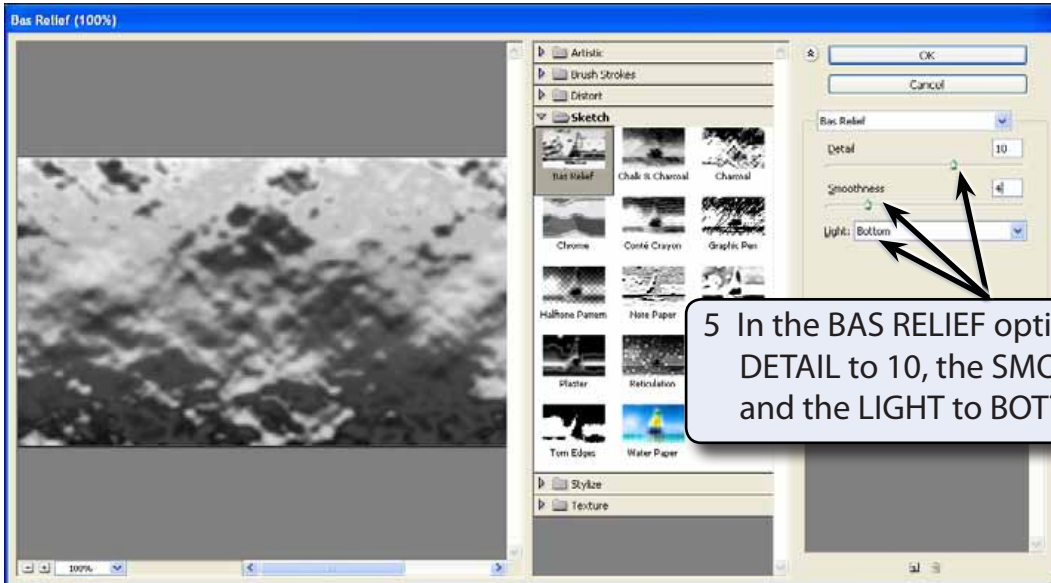 Bas Relief (100%)
Artistic
Brush Strokes
Distort
Sketch
Bas Relief
Chalk & Charcoal
Charcoal
Chrome
Conté Crayon
Graphic Pen
Halftone Pattern
Note Paper
Plaster
Reticulation
Torn Edges
Water Paper
Stylize
Texture
100%
OK
Cancel
Bas Relief
Detail
10
Smoothness
4
Light: Bottom
5 In the BAS RELIEF opti
DETAIL to 10, the SMO
and the LIGHT to BOT